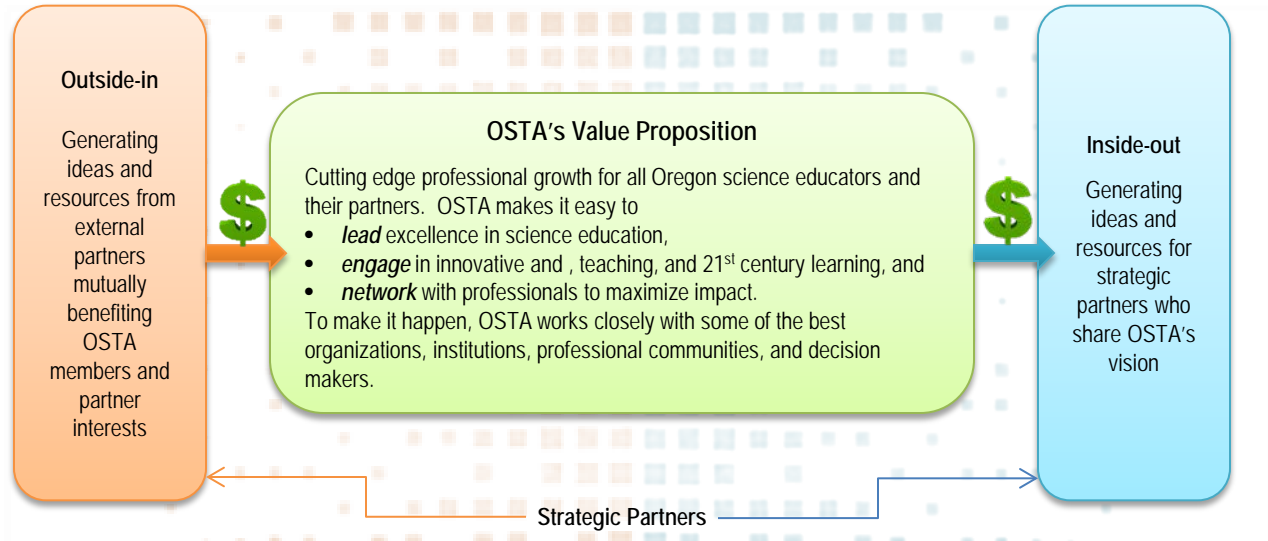 Outside-in
Generating
ideas and
resources from
external
partners
mutually
benefiting
OSTA
members and
partner
interests
$
OSTA's Value Proposition
Cutting edge professional growth for all Oregon science educators and
their partners. OSTA makes it easy to
• lead excellence in science education,
• engage in innovative and , teaching, and 21st century learning, and
• network with professionals to maximize impact.
To make it happen, OSTA works closely with some of the best
organizations, institutions, professional communities, and decision
makers.
$
Inside-out
Generating
ideas and
resources for
strategic
partners who
share OSTA's
vision
Strategic Partners